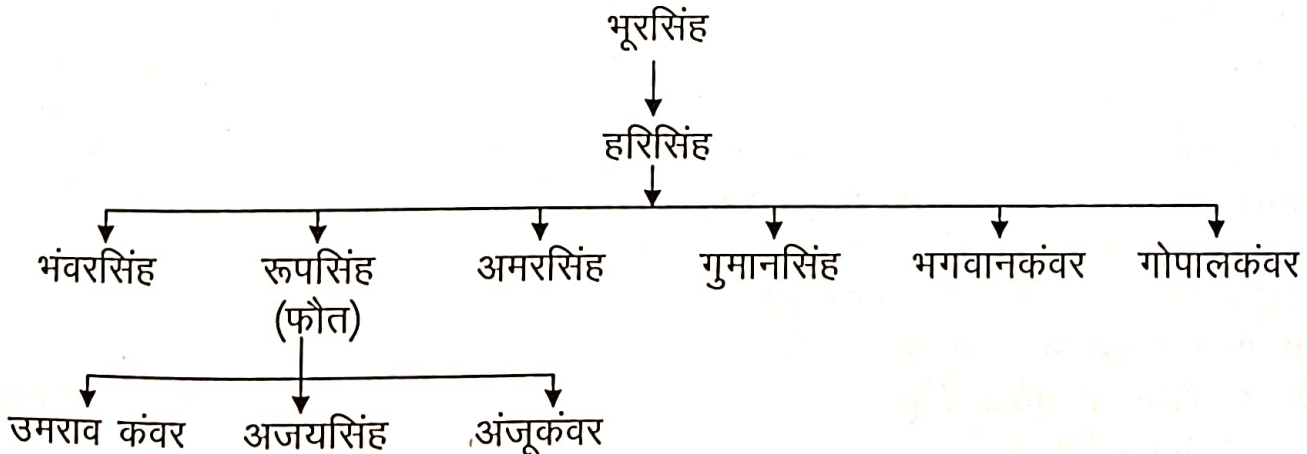 भूरसिंह
हरिसिंह
भंवरसिंह रूपसिंह अमरसिंह गुमानसिंह भगवानकंवर गोपालकंवर
(फौत)
उमराव कंवर अजयसिंह अंजूकंवर